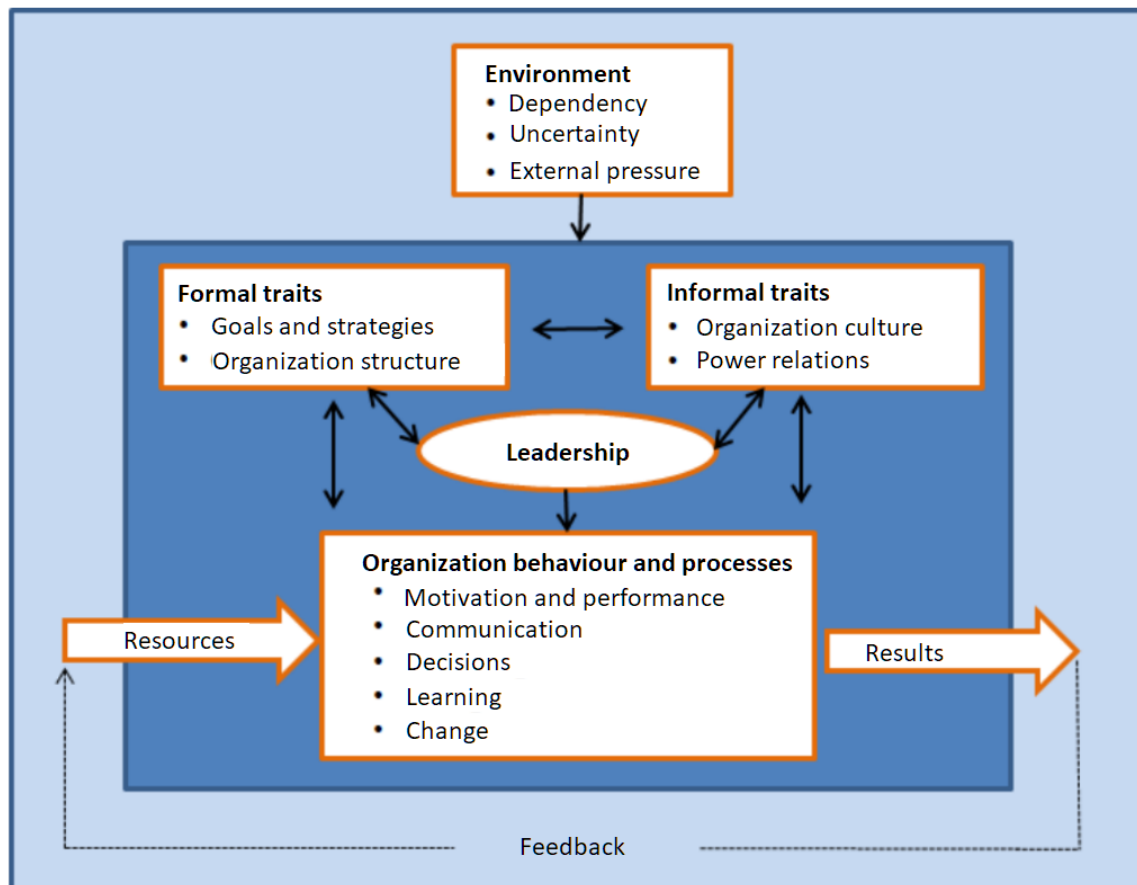 Environment
• Dependency
• Uncertainty
• External pressure
Formal traits
• Goals and strategies
• Organization structure
Informal traits
• Organization culture
• Power relations
Leadership
Organization behaviour and processes
• Motivation and performance
• Communication
• Decisions
• Learning
• Change
Resources
Results
Feedback